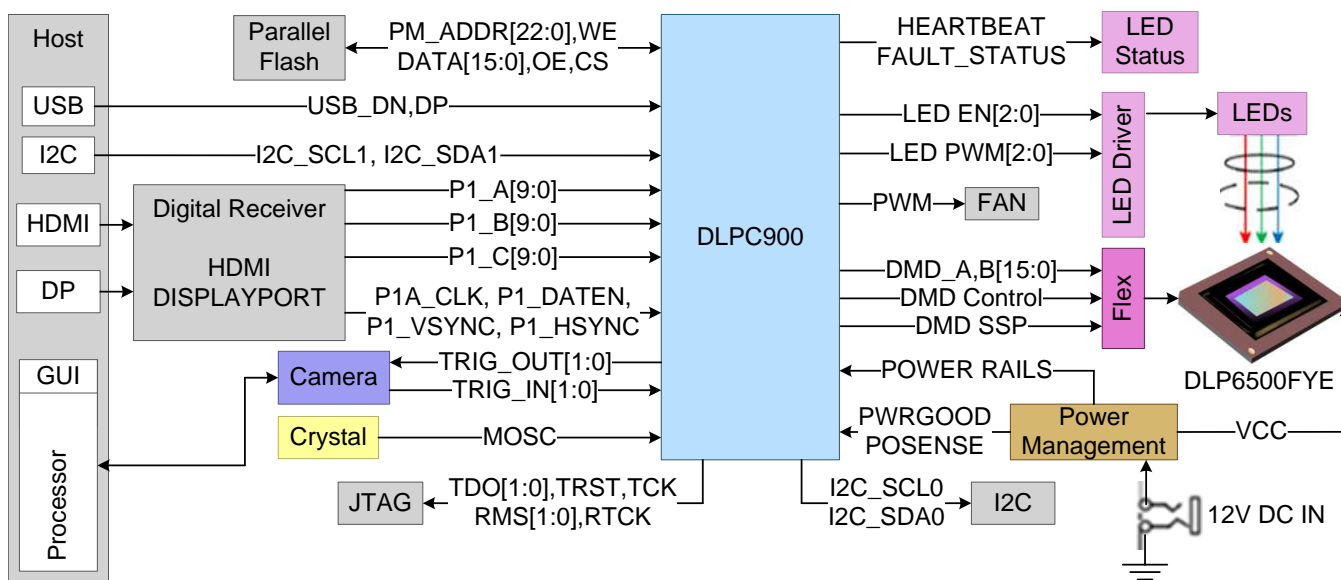 Host
Parallel
Flash
PM_ADDR[22:0],WE
DATA[15:0],OE,CS
HEARTBEAT
FAULT_STATUS
LED
Status
USB
USB_DN,DP
LED EN[2:0]
LEDs
I2C
I2C_SCL1, I2C_SDA1
LED PWM[2:0]
LED Driver
Digital Receiver
HDMI
DISPLAYPORT
P1_A[9:0]
P1_B[9:0]
P1_C[9:0]
PWM
FAN
HDMI
DLPC900
DP
P1A_CLK, P1_DATEN,
P1_VSYNC, P1_HSYNC
DMD_A,B[15:0]
DMD Control
DMD SSP
Flex
DLP6500FYE
GUI
Camera
TRIG_OUT[1:0]
TRIG_IN[1:0]
POWER RAILS
Crystal
MOSC
PWRGOOD
POSENSE
Power
Management
VCC
Processor
JTAG
TDO[1:0],TRST,TCK
RMS[1:0],RTCK
I2C_SCL0
I2C_SDA0
I2C
12V DC IN